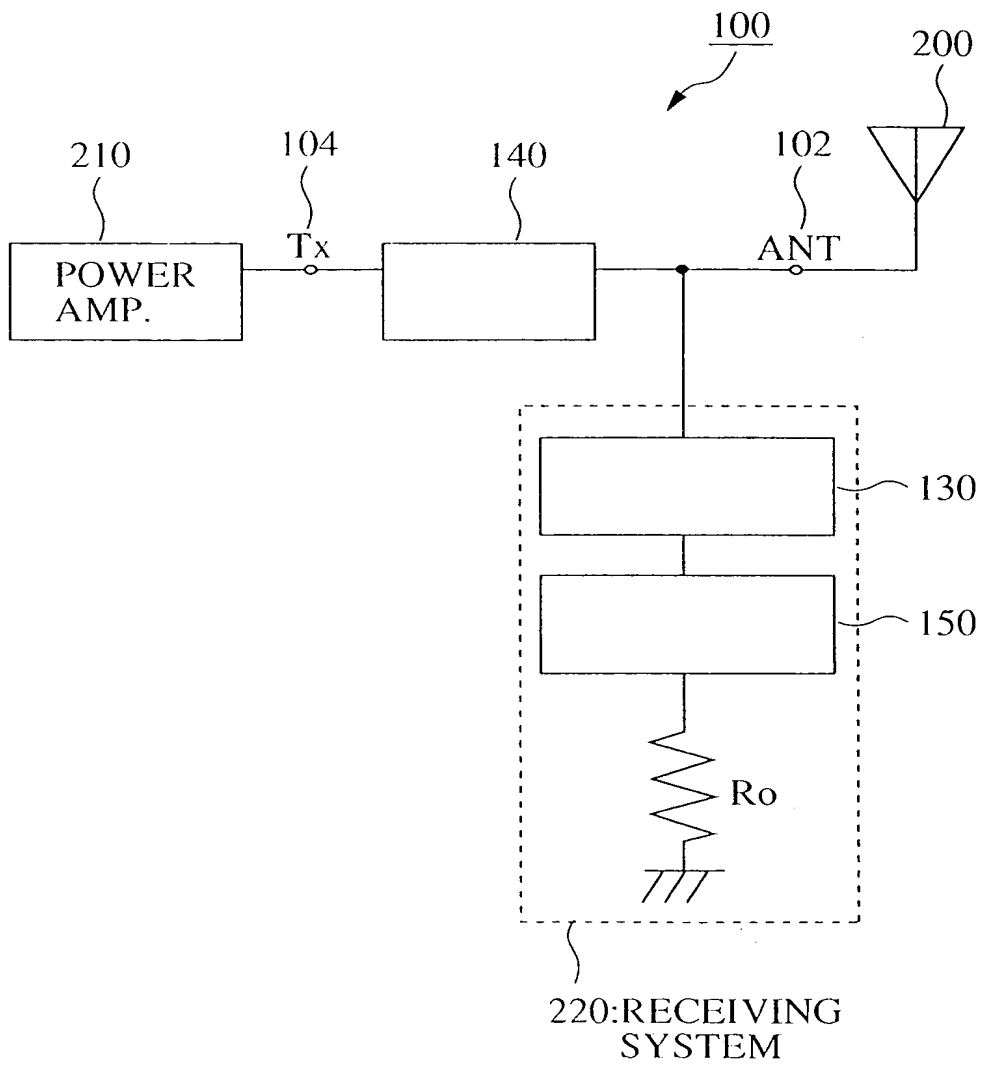 100
200
210
104
140
102
Tx
ANT
POWER
AMP.
130
150
Ro
220:RECEIVING
SYSTEM